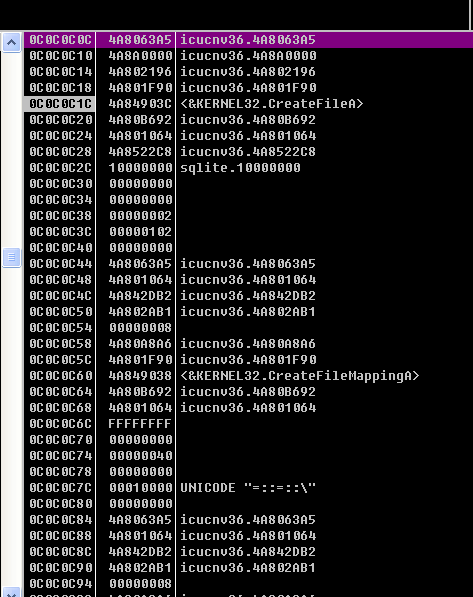 0C0C0C0C 4A8063A5 icucnv36.4A8063A5
0C0C0C10 4A8A0000 icucnv36.4A8A0000
0C0C0C14 4A802196 icucnv36.4A802196
0C0C0C18 4A801F90 icucnv36.4A801F90
0C0C0C1C 4A84903C <&KERNEL32.CreateFileA>
0C0C0C20 4A80B692 icucnv36.4A80B692
0C0C0C24 4A801064 icucnv36.4A801064
0C0C0C28 4A8522C8 icucnv36.4A8522C8
0C0C0C2C 10000000 sqlite.10000000
0C0C0C30 00000000
0C0C0C34 00000000
0C0C0C38 00000002
0C0C0C3C 00000102
0C0C0C40 00000000
0C0C0C44 4A8063A5 icucnv36.4A8063A5
0C0C0C48 4A801064 icucnv36.4A801064
0C0C0C4C 4A842DB2 icucnv36.4A842DB2
0C0C0C50 4A802AB1 icucnv36.4A802AB1
0C0C0C54 00000008
0C0C0C58 4A80A8A6 icucnv36.4A80A8A6
0C0C0C5C 4A801F90 icucnv36.4A801F90
0C0C0C60 4A849038 <&KERNEL32.CreateFileMappingA>
0C0C0C64 4A80B692 icucnv36.4A80B692
0C0C0C68 4A801064 icucnv36.4A801064
0C0C0C6C FFFFFFFF
0C0C0C70 00000000
0C0C0C74 00000040
0C0C0C78 00000000
0C0C0C7C 00010000 UNICODE "=::=::\"
0C0C0C80 00000000
0C0C0C84 4A8063A5 icucnv36.4A8063A5
0C0C0C88 4A801064 icucnv36.4A801064
0C0C0C8C 4A842DB2 icucnv36.4A842DB2
0C0C0C90 4A802AB1 icucnv36.4A802AB1
0C0C0C94 00000008